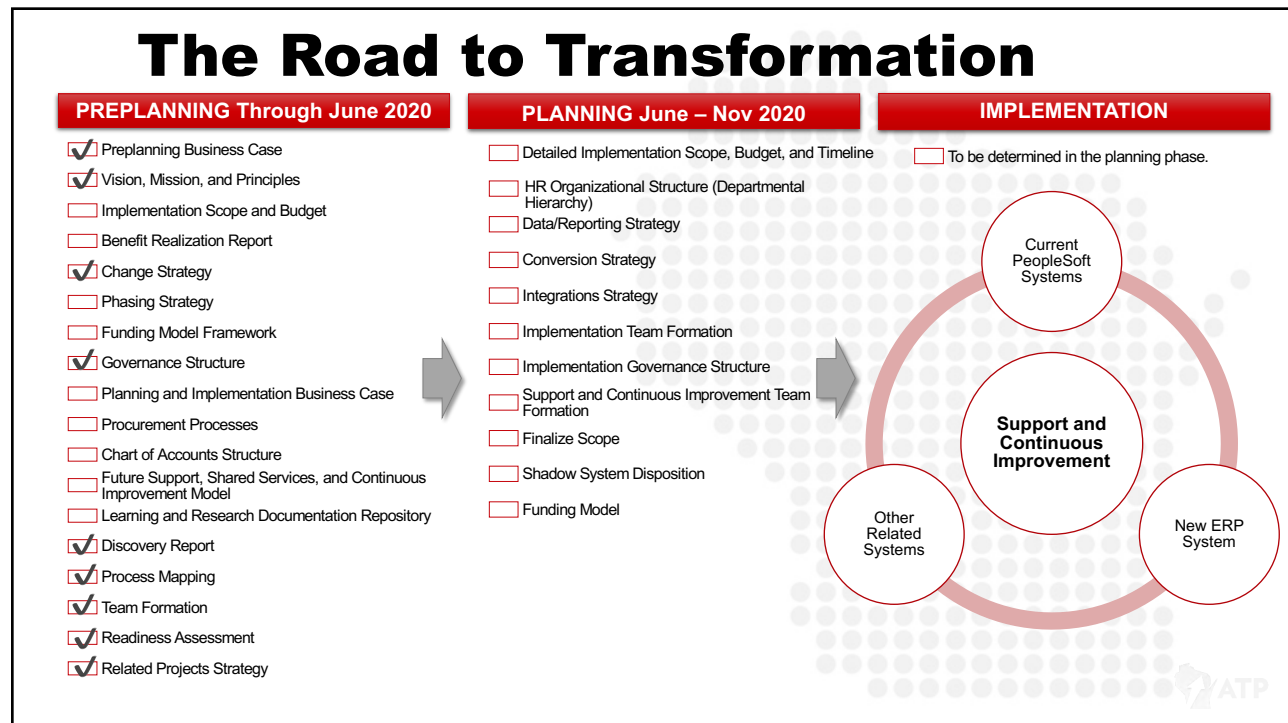 The Road to Transformation
PREPLANNING Through June 2020
Preplanning Business Case
Vision, Mission, and Principles
Implementation Scope and Budget
Benefit Realization Report
Change Strategy
Phasing Strategy
Funding Model Framework
Governance Structure
Planning and Implementation Business Case
Procurement Processes
Chart of Accounts Structure
Future Support, Shared Services, and Continuous
Improvement Model
Learning and Research Documentation Repository
Discovery Report
Process Mapping
Team Formation
Readiness Assessment
Related Projects Strategy
PLANNING June – Nov 2020
Detailed Implementation Scope, Budget, and Timeline
HR Organizational Structure (Departmental
Hierarchy)
Data/Reporting Strategy
Conversion Strategy
Integrations Strategy
Implementation Team Formation
Implementation Governance Structure
Support and Continuous Improvement Team
Formation
Finalize Scope
Shadow System Disposition
Funding Model
IMPLEMENTATION
To be determined in the planning phase.
Current
PeopleSoft
Systems
Support and
Continuous
Improvement
Other
Related
Systems
New ERP
System
ATP